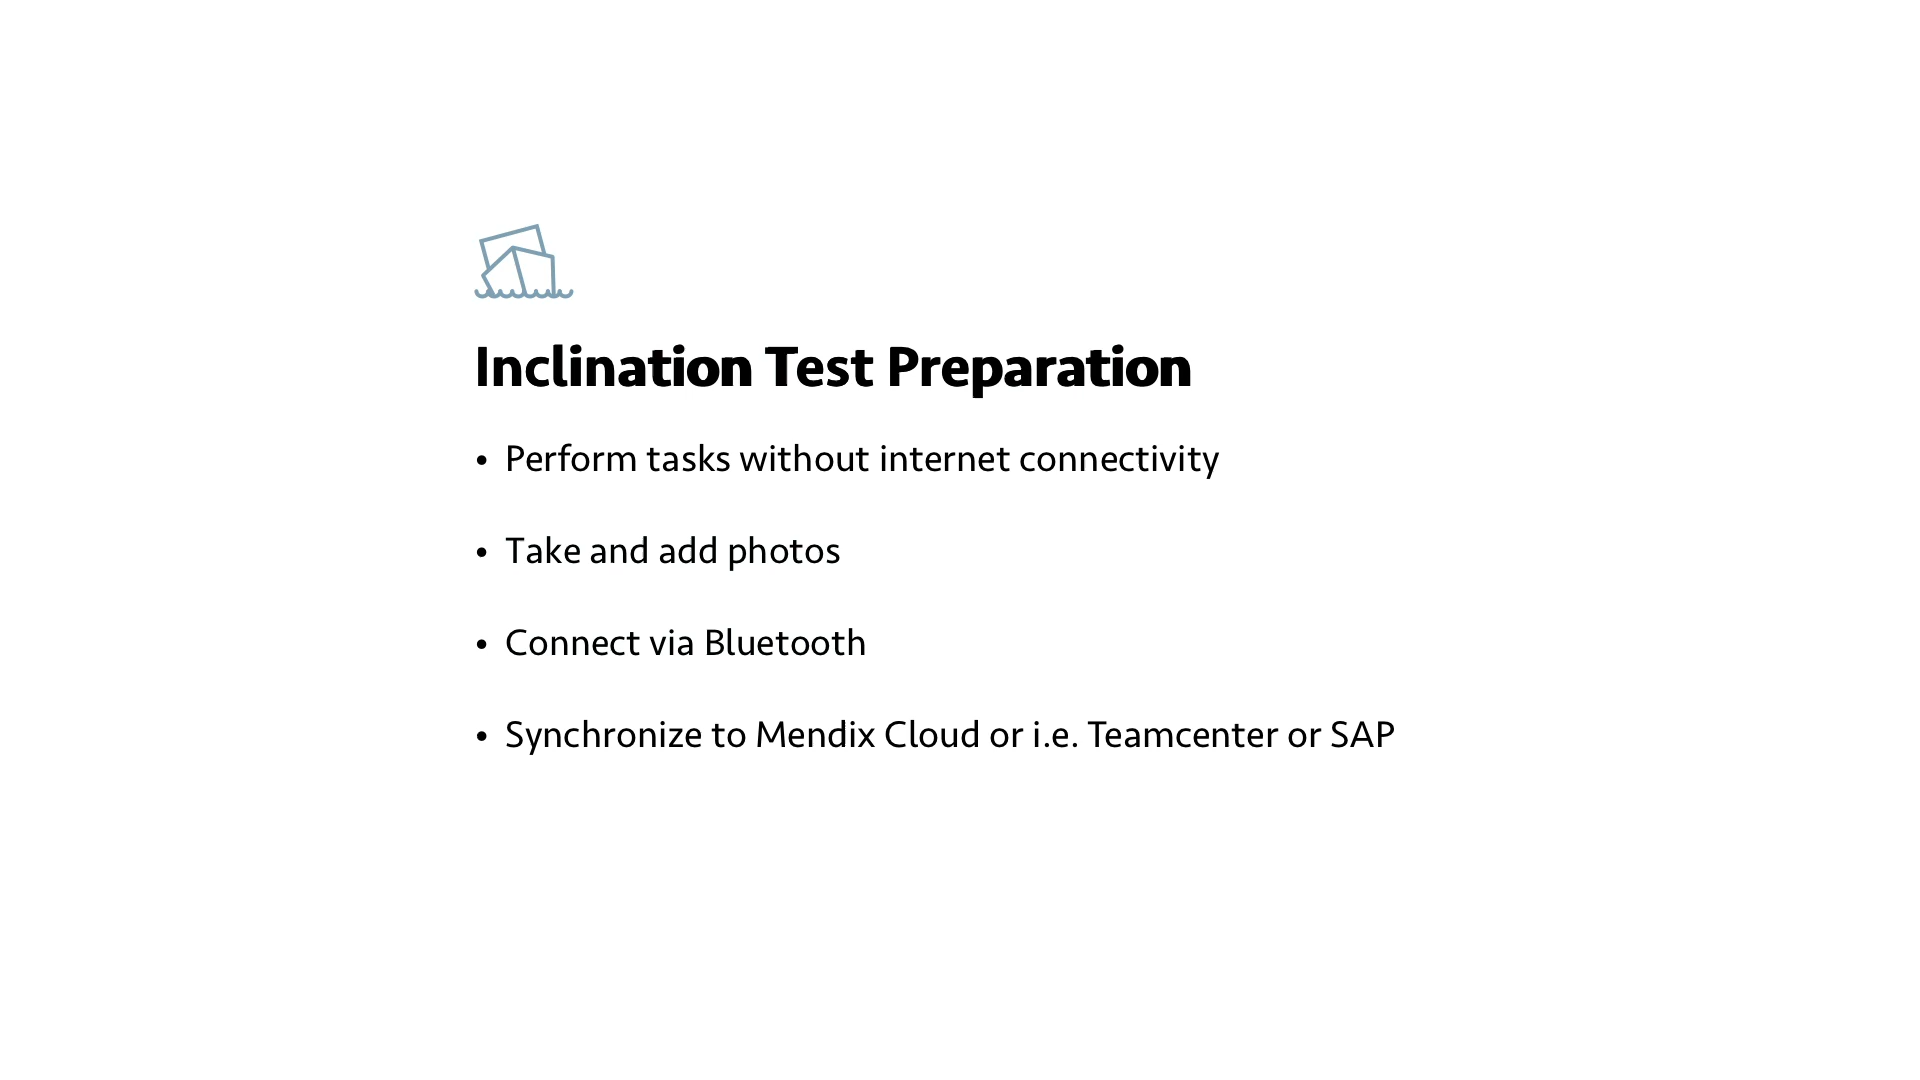 Inclination Test Preparation
• Perform tasks without internet connectivity
• Take and add photos
• Connect via Bluetooth
• Synchronize to Mendix Cloud or i.e. Teamcenter or SAP